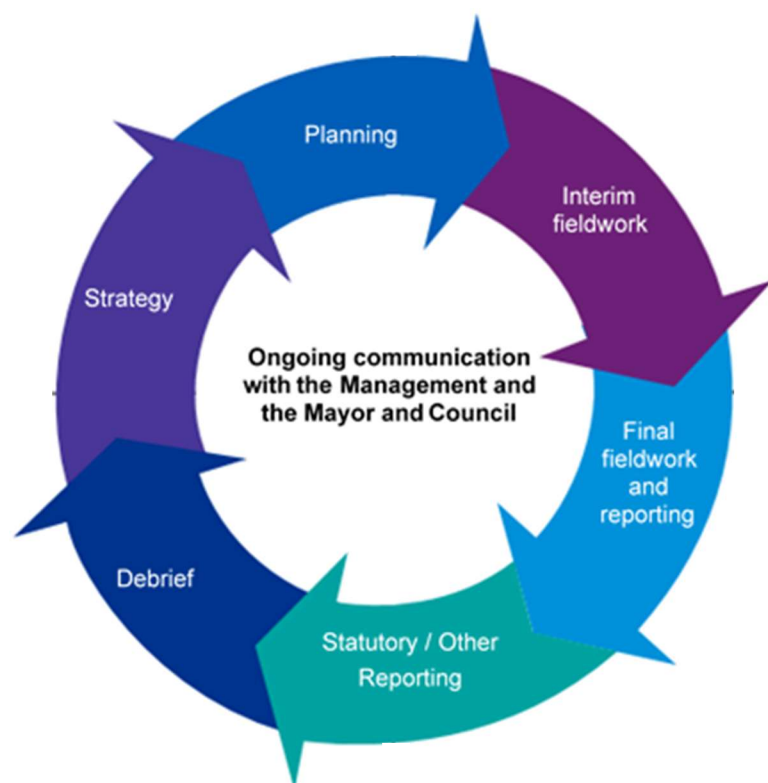 Planning
Interim
fieldwork
Strategy
Ongoing communication
with the Management and
the Mayor and Council
Final
fieldwork
and
reporting
Debrief
Statutory / Other
Reporting